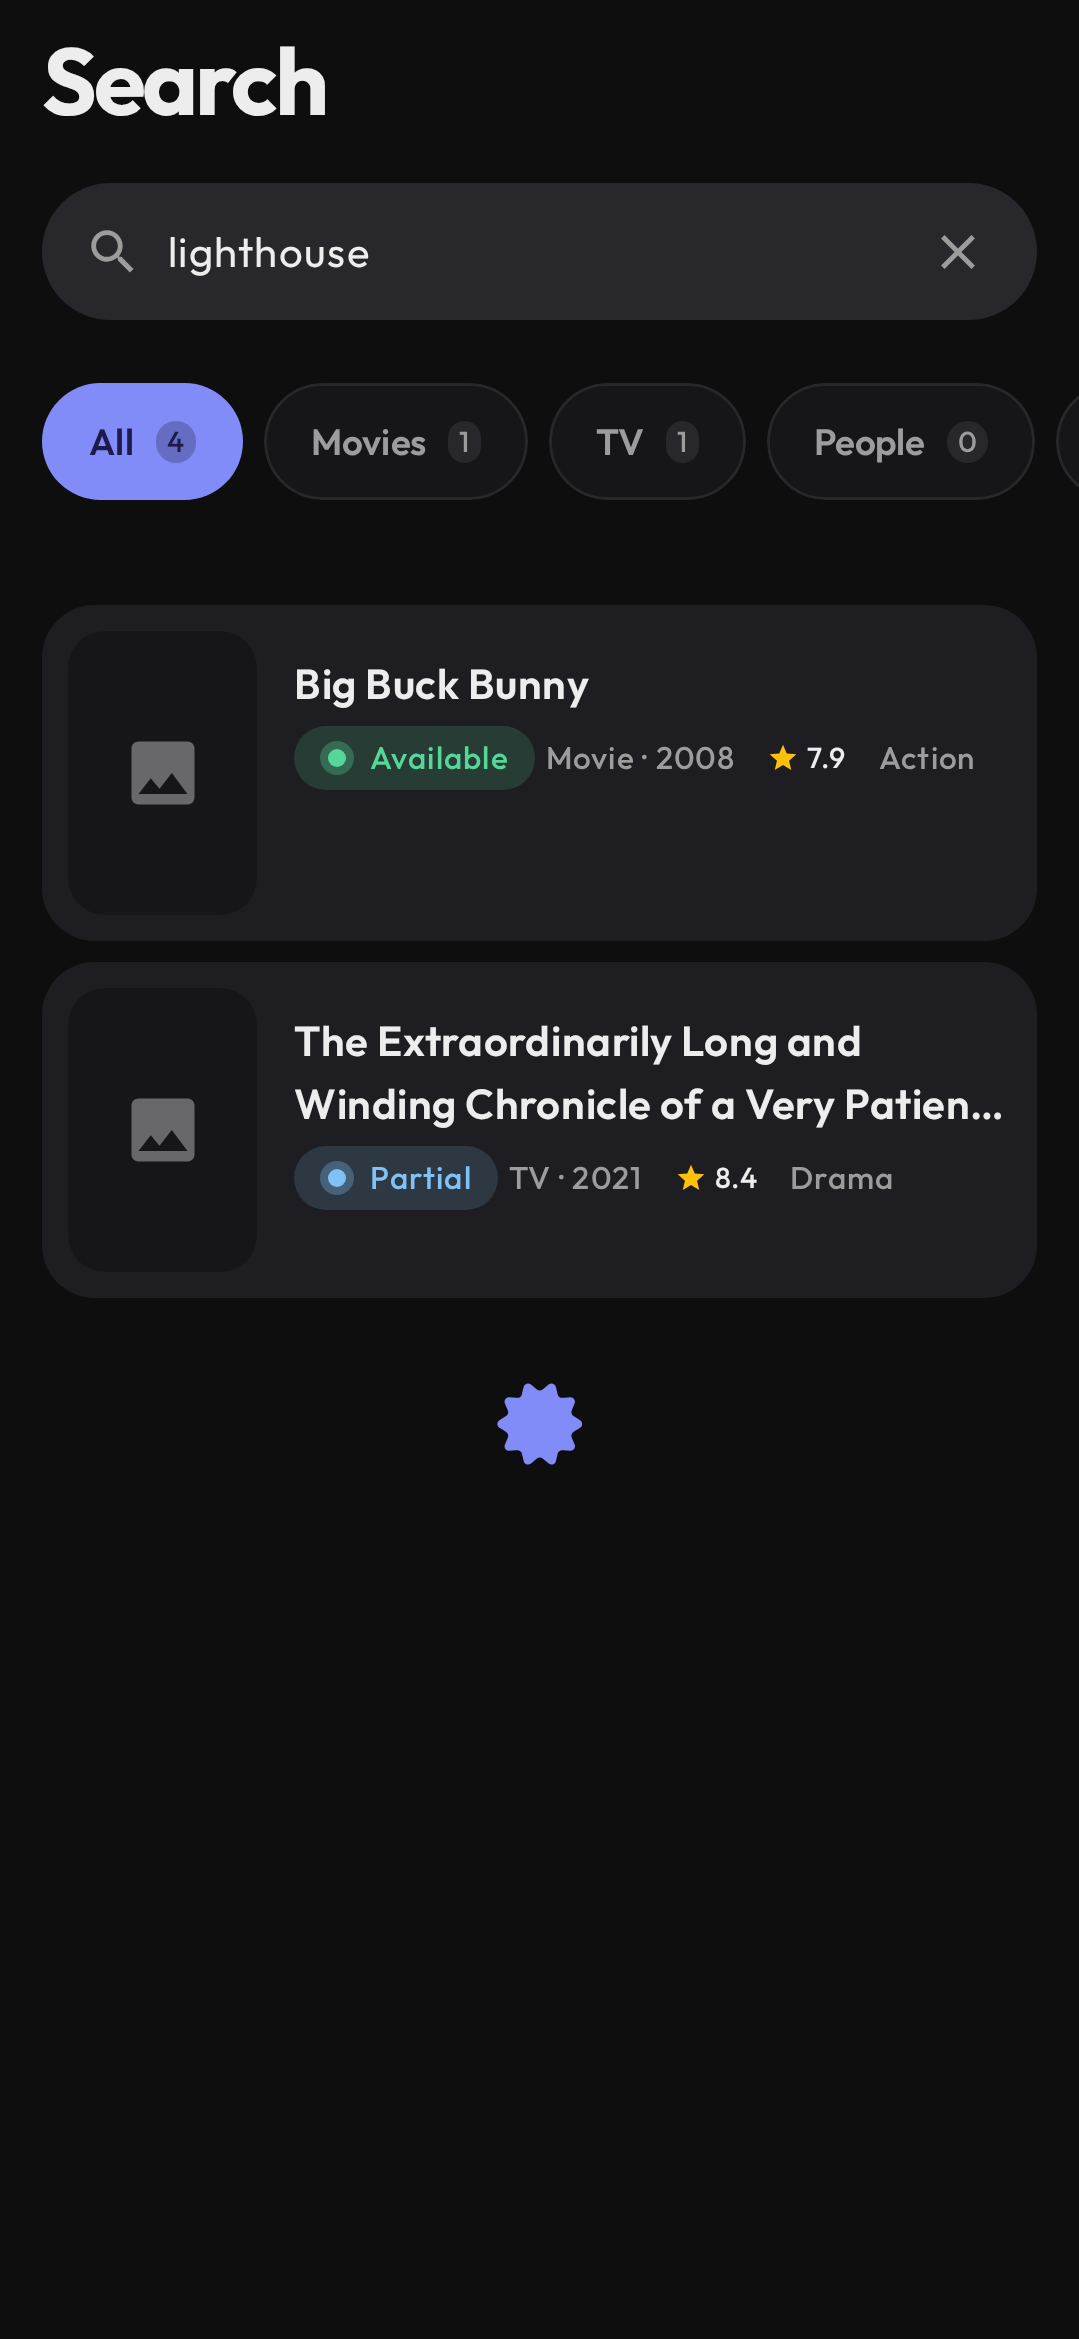 Search
lighthouse
All 4 Movies 1 TV 1 People 0
Big Buck Bunny
Available Movie · 2008 7.9 Action
The Extraordinarily Long and
Winding Chronicle of a Very Patien...
Partial TV · 2021 8.4 Drama